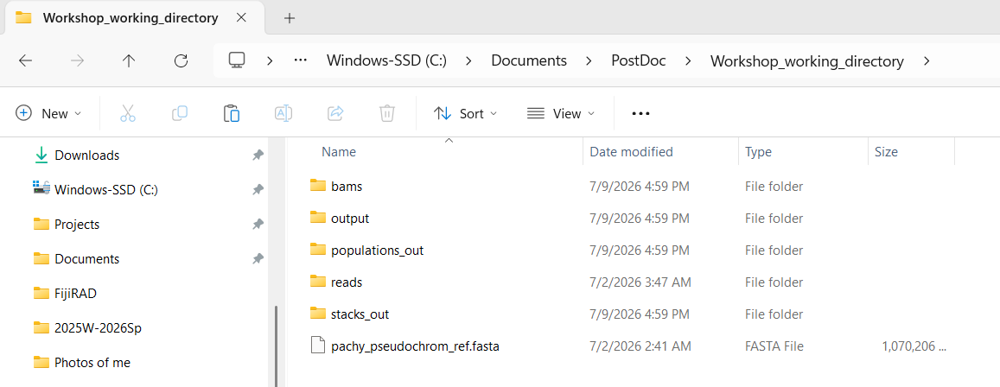 Workshop_working_directory
Windows-SSD (C:) Documents PostDoc Workshop_working_directory
New Sort View
Downloads
Windows-SSD (C:)
Projects
Documents
FijiRAD
2025W-2026Sp
Photos of me
Name Date modified Type Size
bams 7/9/2026 4:59 PM File folder
output 7/9/2026 4:59 PM File folder
populations_out 7/9/2026 4:59 PM File folder
reads 7/2/2026 3:47 AM File folder
stacks_out 7/9/2026 4:59 PM File folder
pachy_pseudochrom_ref.fasta 7/2/2026 2:41 AM FASTA File 1,070,206 ...